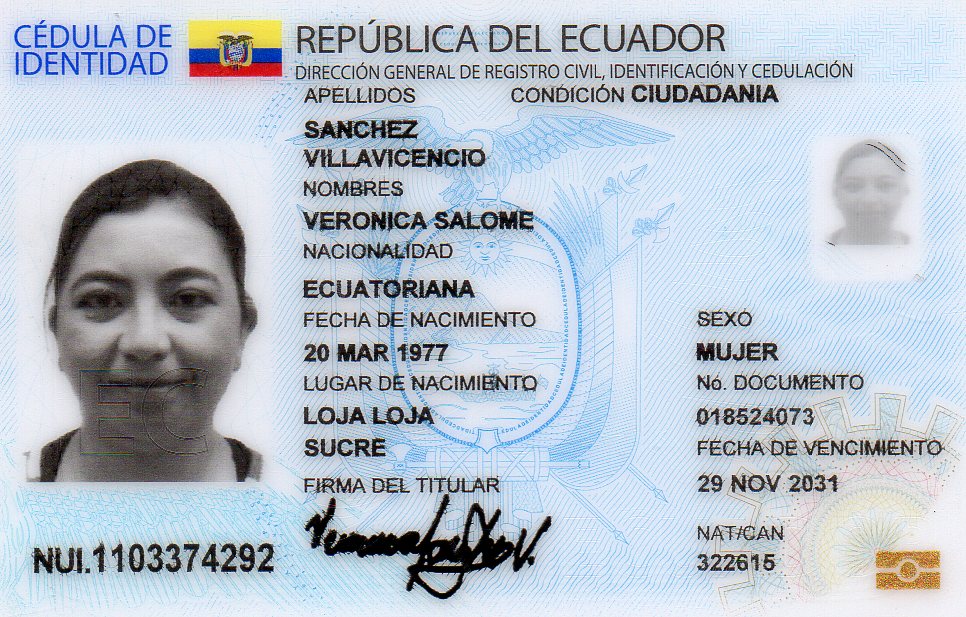 CÉDULA DE
IDENTIDAD
REPÚBLICA DEL ECUADOR
DIRECCIÓN GENERAL DE REGISTRO CIVIL, IDENTIFICACIÓN Y CEDULACIÓN
APELLIDOS
CONDICIÓN CIUDADANIA
SANCHEZ
VILLAVICENCIO
NOMBRES
VERONICA SALOME
NACIONALIDAD
ECUATORIANA
FECHA DE NACIMIENTO
20 MAR 1977
LUGAR DE NACIMIENTO
LOJA LOJA
SUCRE
FIRMA DEL TITULAR
SEXO
MUJER
No. DOCUMENTO
018524073
FECHA DE VENCIMIENTO
29 NOV 2031
NAT/CAN
322615
EC
NUI.1103374292